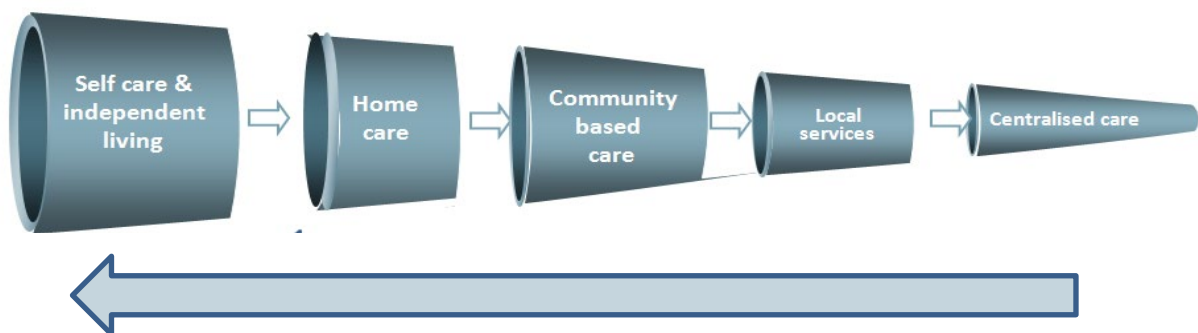 Self care &
independent
living
Home
care
Community
based
care
Local
services
Centralised care